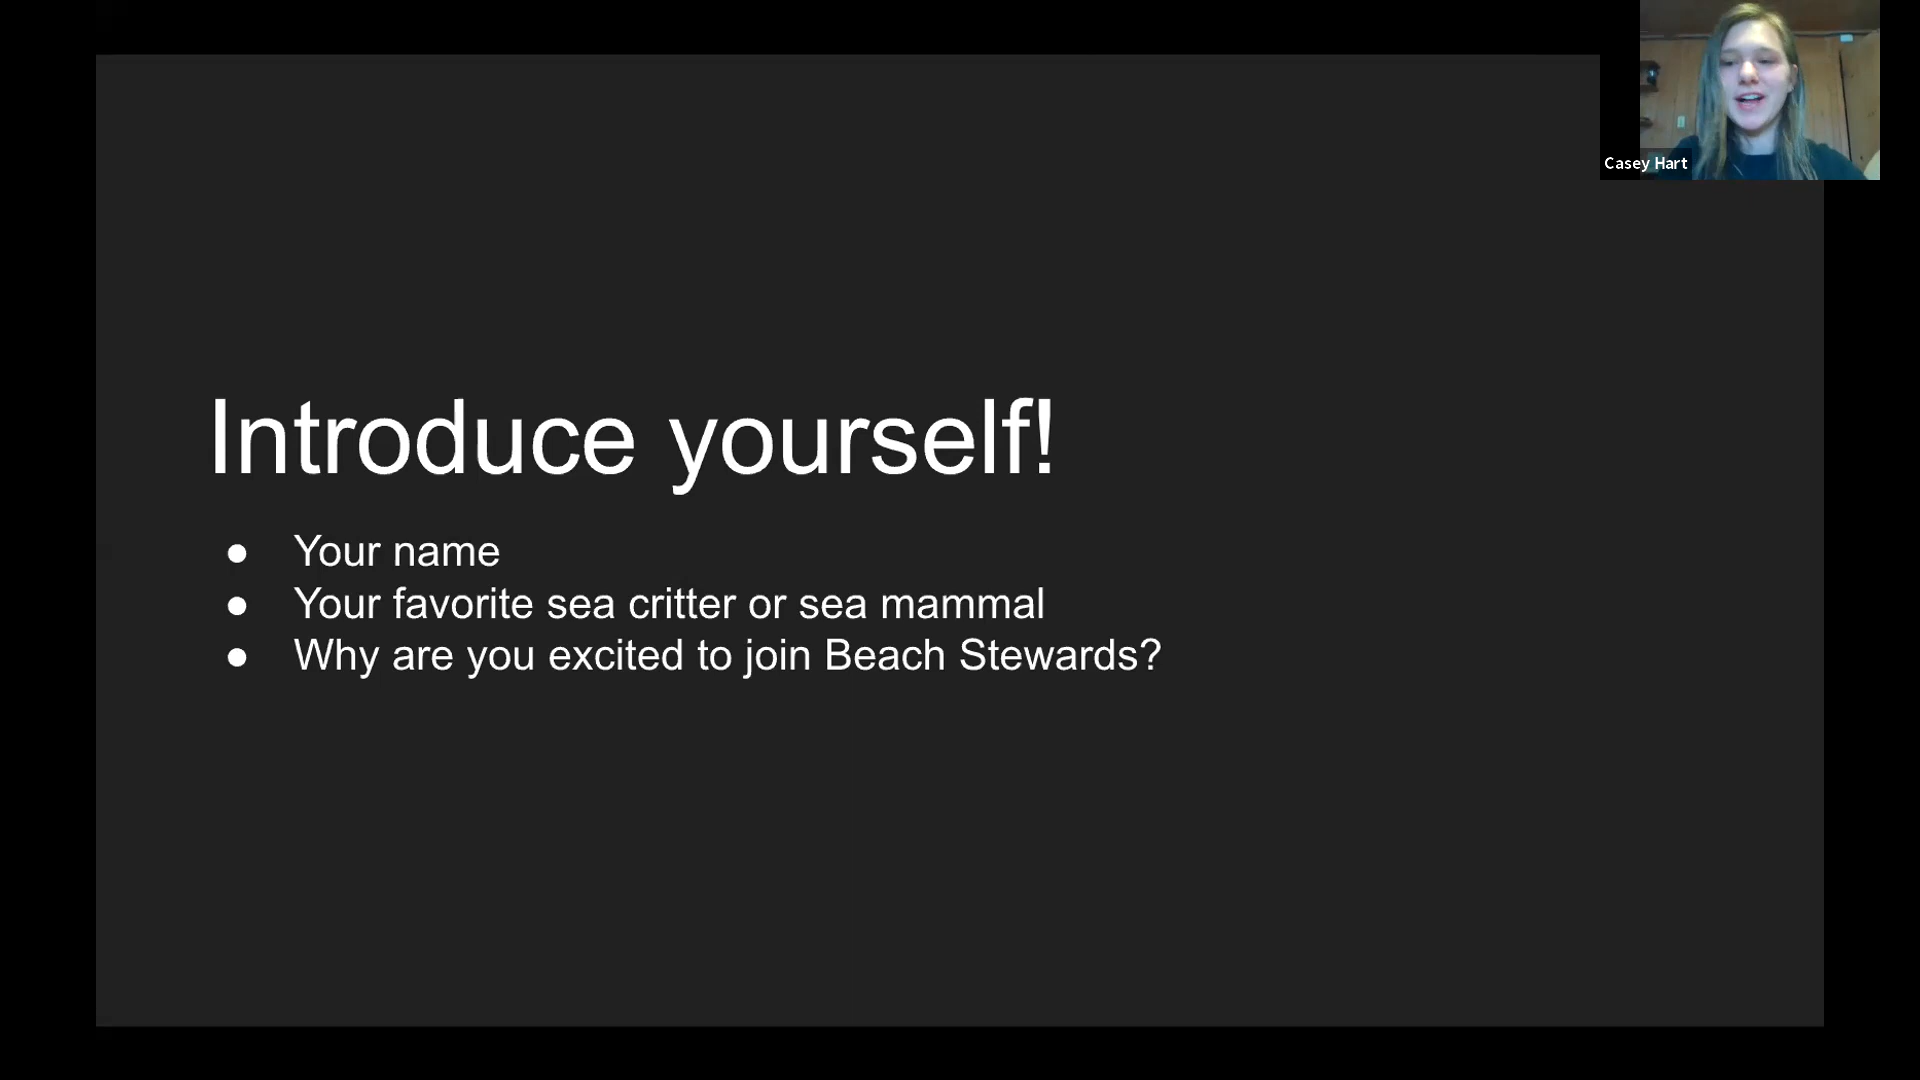 Casey Hart
Introduce yourself!
● Your name
● Your favorite sea critter or sea mammal
● Why are you excited to join Beach Stewards?